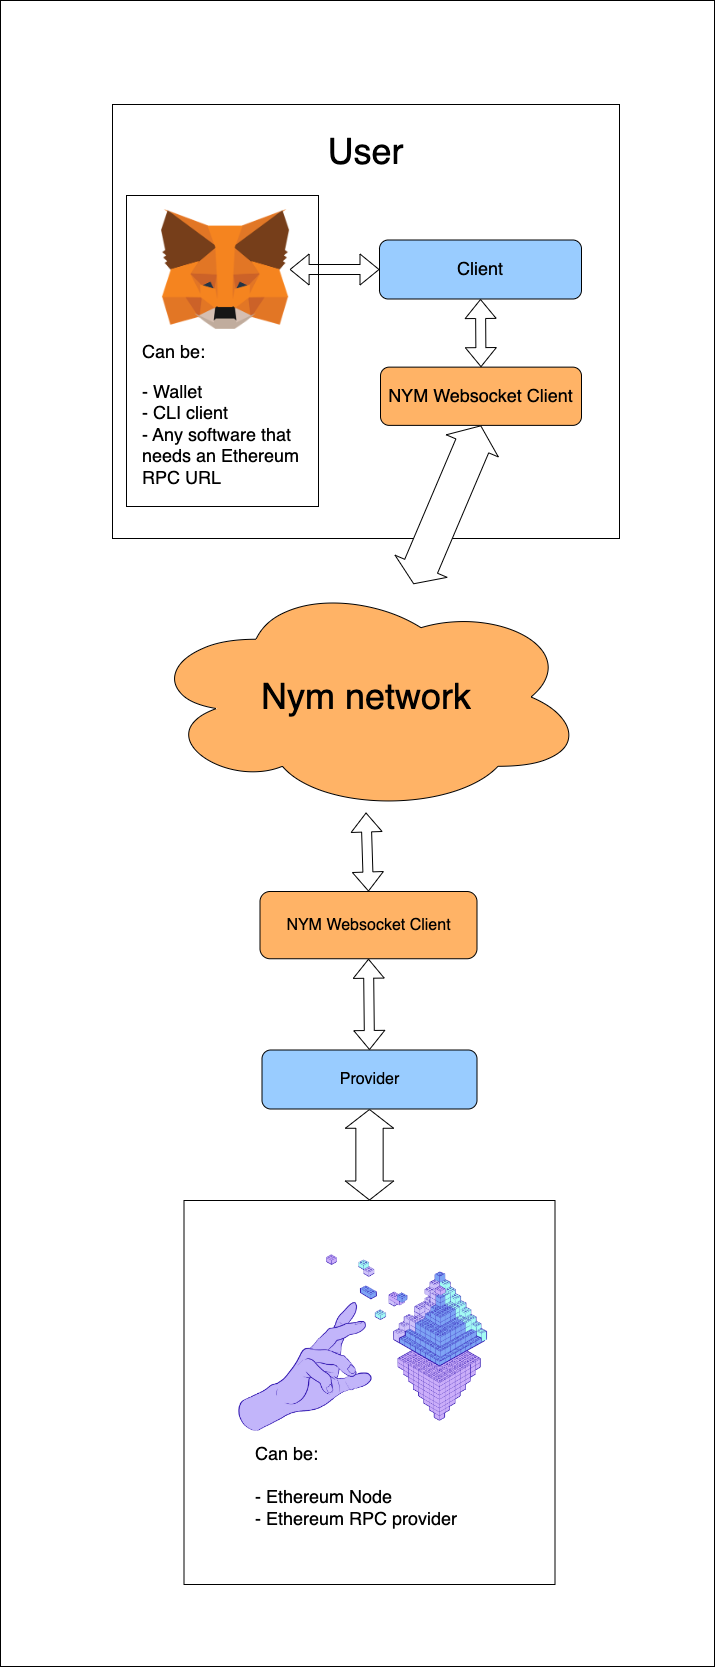 User
Client
Can be:
NYM Websocket Client
- Wallet
- CLI client
- Any software that
needs an Ethereum
RPC URL
Nym network
NYM Websocket Client
Provider
Can be:
- Ethereum Node
- Ethereum RPC provider